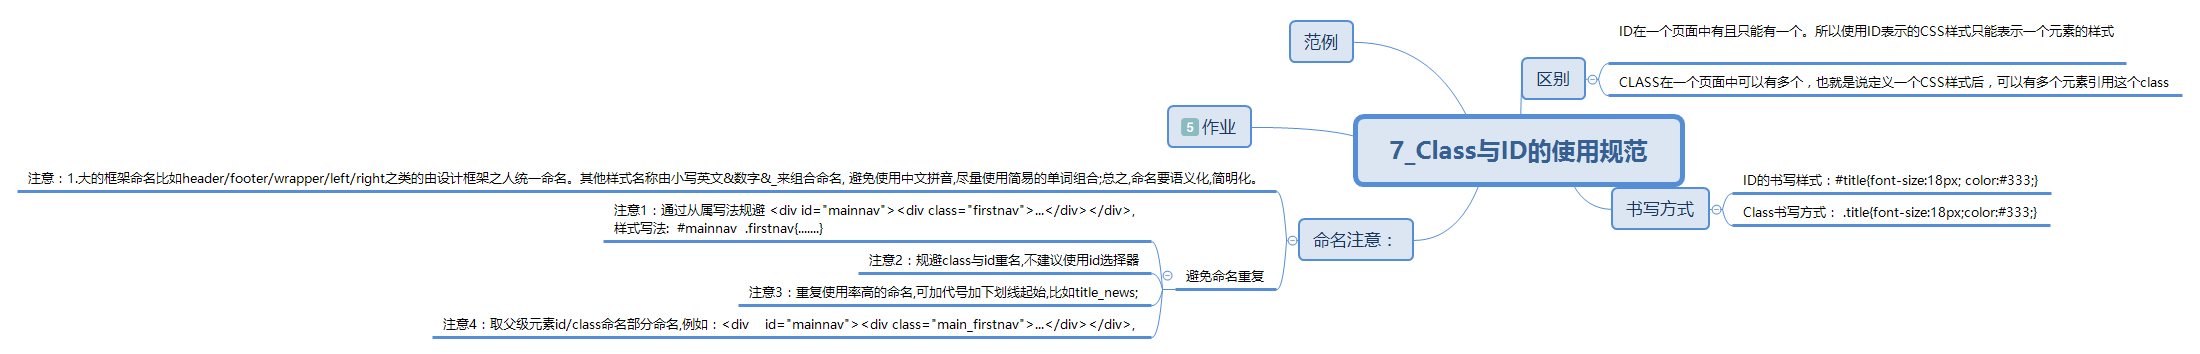 7_Class与ID的使用规范
区别
ID在一个页面中有且只能有一个。所以使用ID表示的CSS样式只能表示一个元素的样式
CLASS在一个页面中可以有多个，也就是说定义一个CSS样式后，可以有多个元素引用这个class
书写方式
ID的书写样式：#title{font-size:18px; color:#333;}
Class书写方式： .title{font-size:18px;color:#333;}
范例
5 作业
命名注意：
注意：1.大的框架命名比如header/footer/wrapper/left/right之类的由设计框架之人统一命名。其他样式名称由小写英文&数字&_来组合命名, 避免使用中文拼音,尽量使用简易的单词组合;总之,命名要语义化,简明化。
避免命名重复
注意1：通过从属写法规避 <div id="mainnav"><div class="firstnav">...</div></div>,
样式写法:  #mainnav  .firstnav{.......}
注意2：规避class与id重名,不建议使用id选择器
注意3：重复使用率高的命名,可加代号加下划线起始,比如title_news;
注意4：取父级元素id/class命名部分命名,例如：<div    id="mainnav"><div class="main_firstnav">...</div></div>,